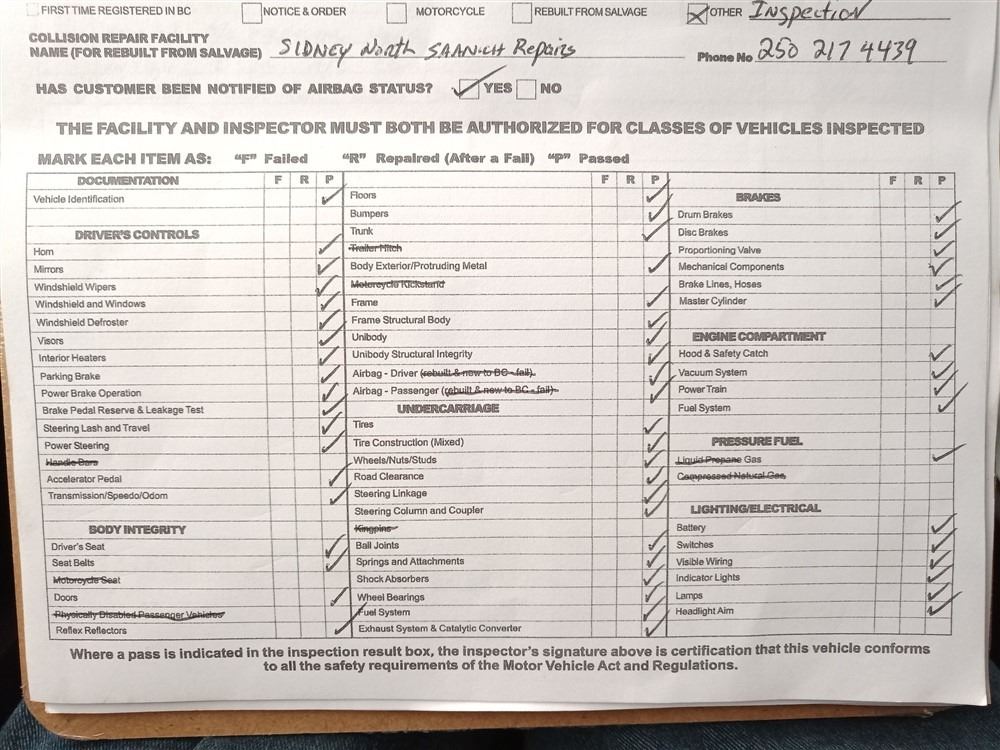 FIRST TIME REGISTERED IN BC NOTICE & ORDER MOTORCYCLE REBUILT FROM SALVAGE OTHER Inspection
COLLISION REPAIR FACILITY
NAME (FOR REBUILT FROM SALVAGE) SIDNEY North SAANICH Repairs Phone No 250 217 4439
HAS CUSTOMER BEEN NOTIFIED OF AIRBAG STATUS? YES NO
THE FACILITY AND INSPECTOR MUST BOTH BE AUTHORIZED FOR CLASSES OF VEHICLES INSPECTED
MARK EACH ITEM AS: "F" Failed "R" Repaired (After a Fail) "P" Passed
DOCUMENTATION F R P
Vehicle Identification
DRIVER'S CONTROLS
Horn
Mirrors
Windshield Wipers
Windshield and Windows
Windshield Defroster
Visors
Interior Heaters
Parking Brake
Power Brake Operation
Brake Pedal Reserve & Leakage Test
Steering Lash and Travel
Power Steering
Handle Bars
Accelerator Pedal
Transmission/Speedo/Odom
BODY INTEGRITY
Driver's Seat
Seat Belts
Motorcycle Seat
Doors
Physically Disabled Passenger Vehicles
Reflex Reflectors
F R P
Floors
Bumpers
Trunk
Trailer Hitch
Body Exterior/Protruding Metal
Motorcycle Kickstand
Frame
Frame Structural Body
Unibody
Unibody Structural Integrity
Airbag - Driver (rebuilt & new to BC - fail)
Airbag - Passenger (rebuilt & new to BC - fail)
UNDERCARRIAGE
Tires
Tire Construction (Mixed)
Wheels/Nuts/Studs
Road Clearance
Steering Linkage
Steering Column and Coupler
Kingpins
Ball Joints
Springs and Attachments
Shock Absorbers
Wheel Bearings
Fuel System
Exhaust System & Catalytic Converter
F R P
BRAKES
Drum Brakes
Disc Brakes
Proportioning Valve
Mechanical Components
Brake Lines, Hoses
Master Cylinder
ENGINE COMPARTMENT
Hood & Safety Catch
Vacuum System
Power Train
Fuel System
PRESSURE FUEL
Liquid Propane Gas
Compressed Natural Gas
LIGHTING/ELECTRICAL
Battery
Switches
Visible Wiring
Indicator Lights
Lamps
Headlight Aim
Where a pass is indicated in the inspection result box, the inspector's signature above is certification that this vehicle conforms
to all the safety requirements of the Motor Vehicle Act and Regulations.